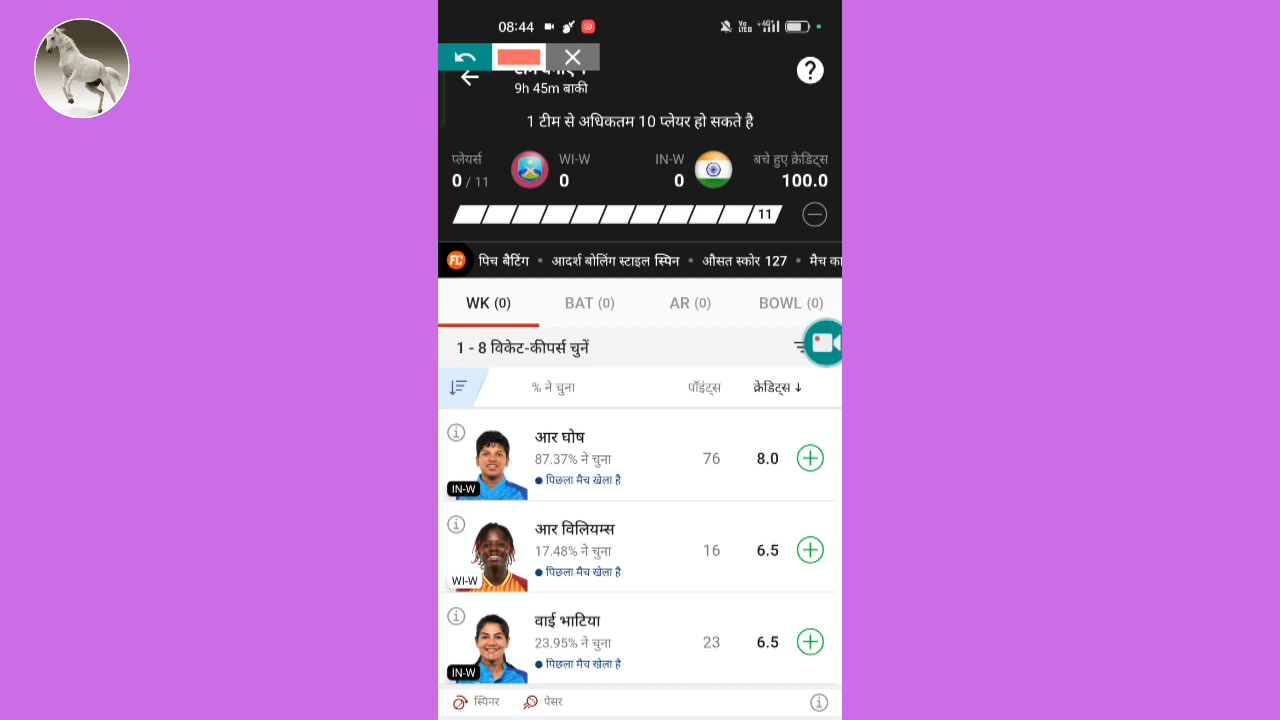 08:44
9h 45m बाकी
1 टीम से अधिकतम 10 प्लेयर हो सकते है
प्लेयर्स WI-W IN-W बचे हुए क्रेडिट्स
0 / 11 0 0 100.0
11
FC पिच बैटिंग • आदर्श बोलिंग स्टाइल स्पिन • औसत स्कोर 127 • मैच का
WK (0) BAT (0) AR (0) BOWL (0)
1 - 8 विकेट-कीपर्स चुनें
% ने चुना पॉइंट्स क्रेडिट्स ↓
आर घोष
87.37% ने चुना 76 8.0
पिछला मैच खेला है
IN-W
आर विलियम्स
17.48% ने चुना 16 6.5
पिछला मैच खेला है
WI-W
वाई भाटिया
23.95% ने चुना 23 6.5
पिछला मैच खेला है
IN-W
स्पिनर पेसर